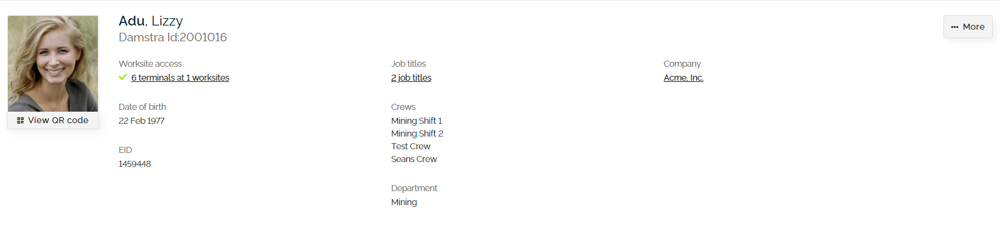 Adu, Lizzy
Damstra Id:2001016
••• More
Worksite access
6 terminals at 1 worksites
Job titles
2 job titles
Company
Acme, Inc.
View QR code
Date of birth
22 Feb 1977
Crews
Mining Shift 1
Mining Shift 2
Test Crew
Seans Crew
EID
1459448
Department
Mining